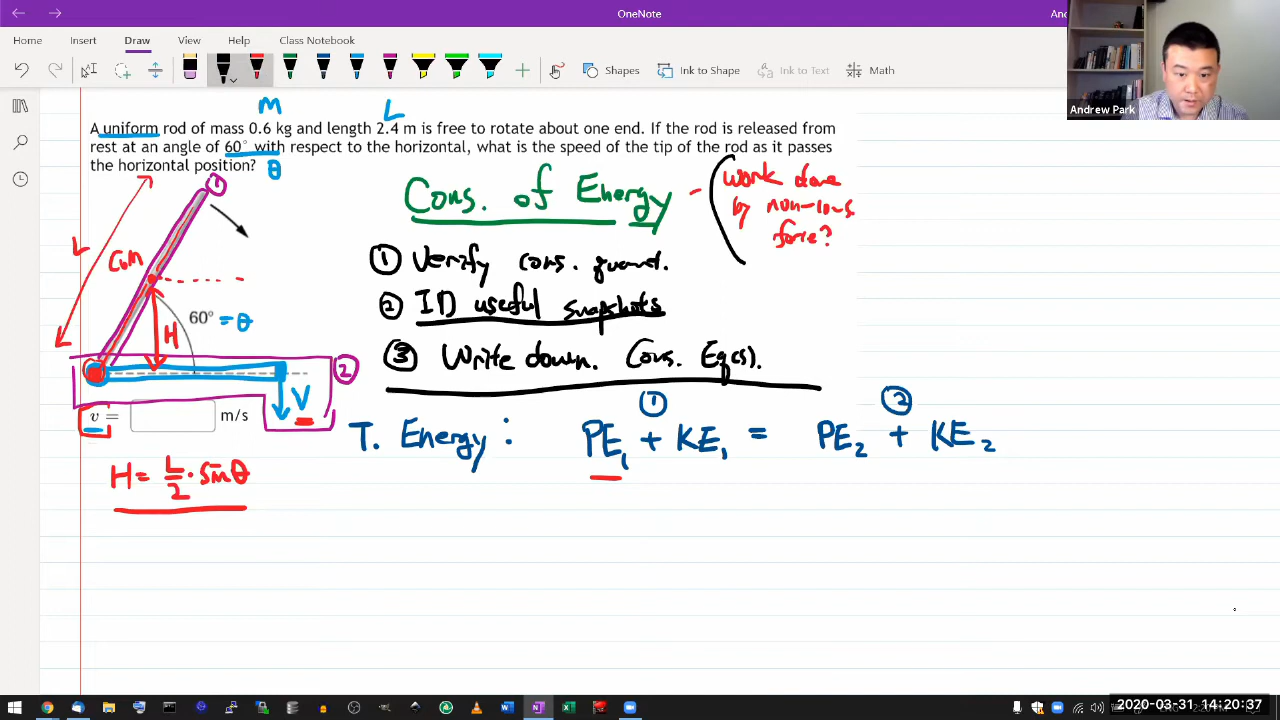 OneNote
An
Home Insert Draw View Help Class Notebook
Shapes Ink to Shape Ink to Text Math
Andrew Park
M L
A uniform rod of mass 0.6 kg and length 2.4 m is free to rotate about one end. If the rod is released from
rest at an angle of 60° with respect to the horizontal, what is the speed of the tip of the rod as it passes
the horizontal position?
θ
①
Cons. of Energy - work done
↳ non-cons
force?
L
CoM
① Verify cons. quant.
② ID useful snapshots
60° = θ
H
③ Write down. Cons. Eq(s).
②
V
v = m/s
① ②
T. Energy : PE₁ + KE₁ = PE₂ + KE₂
H = L/2 · sinθ
2020-03-31 14:20:37